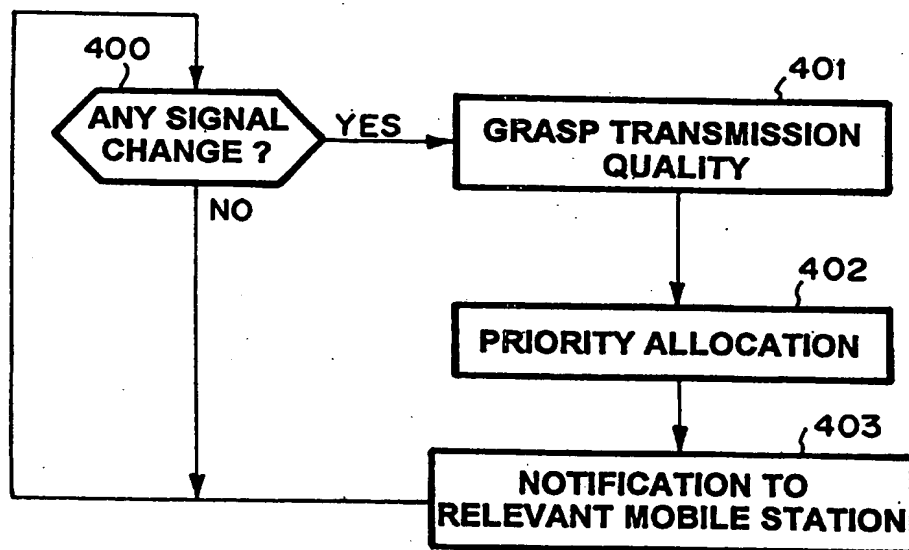 400
ANY SIGNAL
CHANGE ?
YES
NO
401
GRASP TRANSMISSION
QUALITY
402
PRIORITY ALLOCATION
403
NOTIFICATION TO
RELEVANT MOBILE STATION